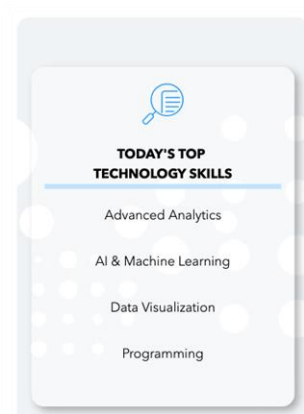 TODAY'S TOP
TECHNOLOGY SKILLS
Advanced Analytics
AI & Machine Learning
Data Visualization
Programming